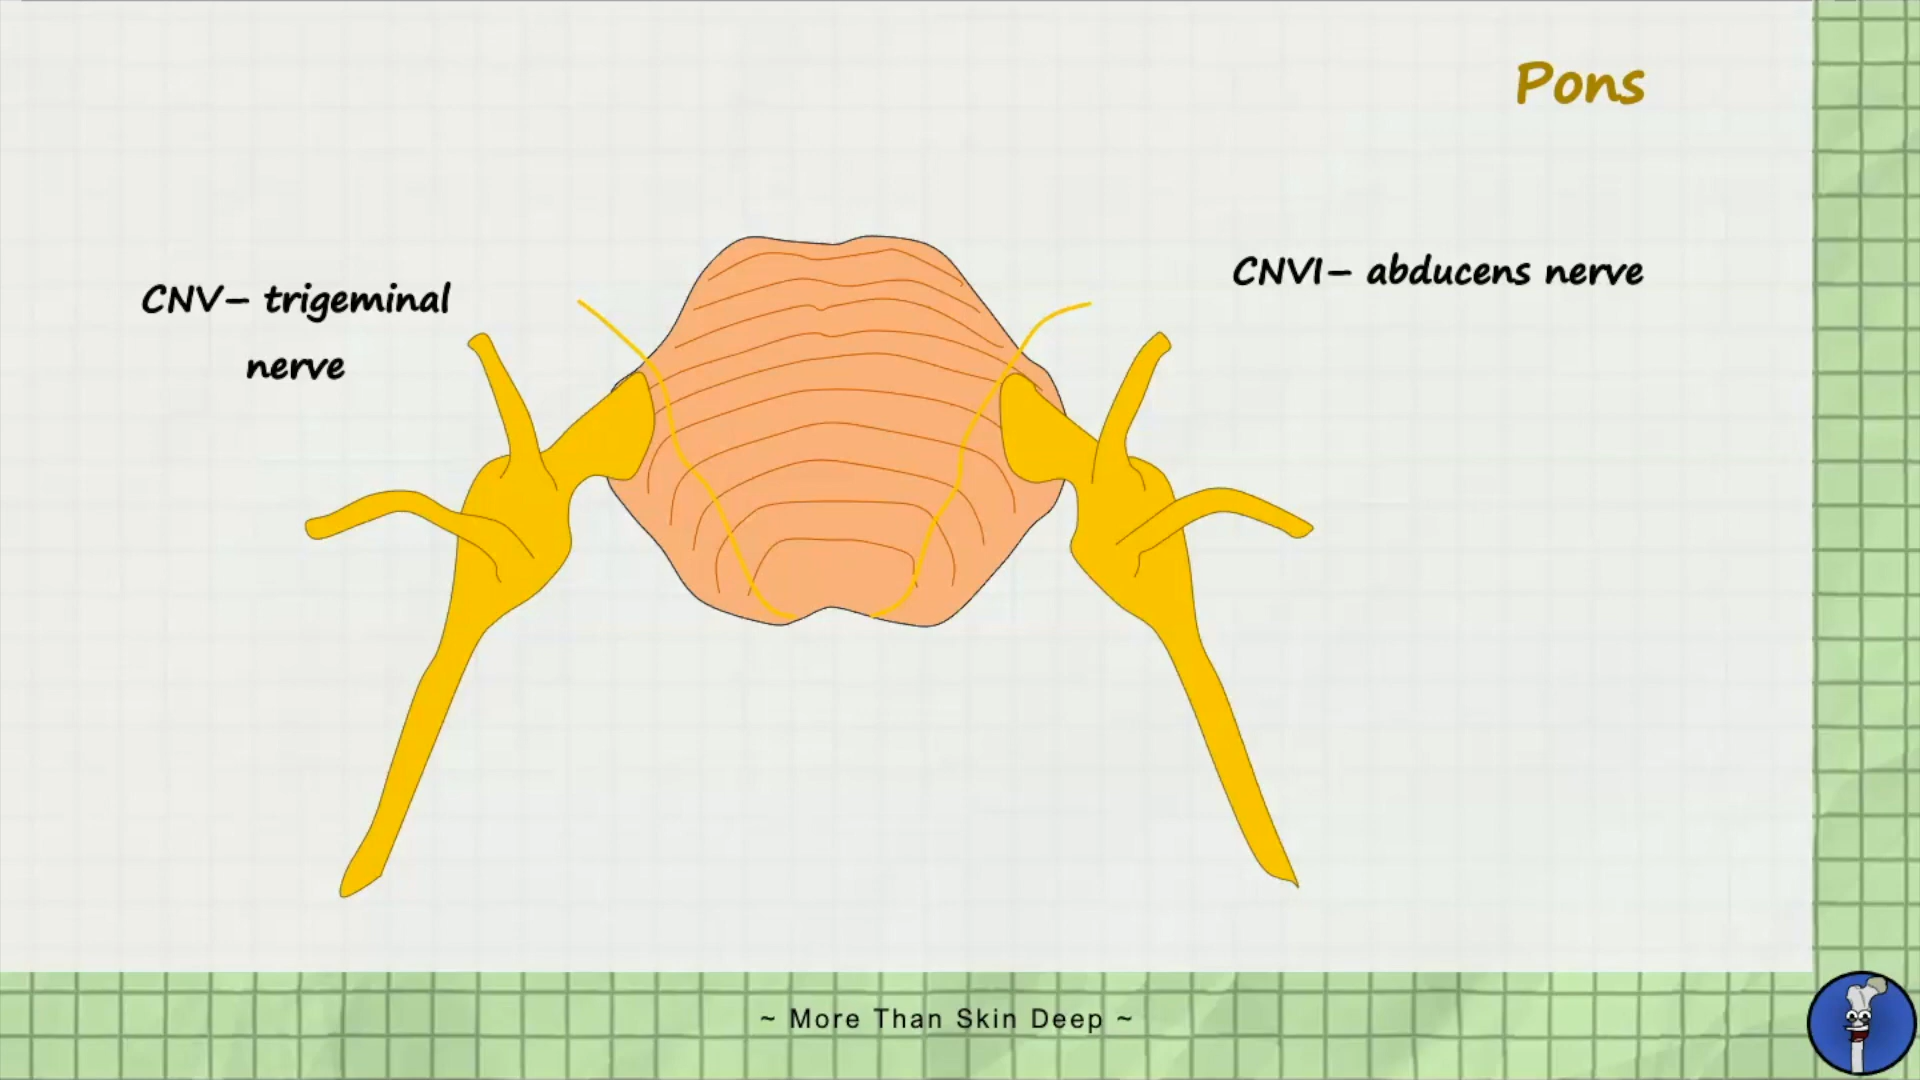 Pons
CNV– trigeminal
nerve
CNVI– abducens nerve
~ More Than Skin Deep ~